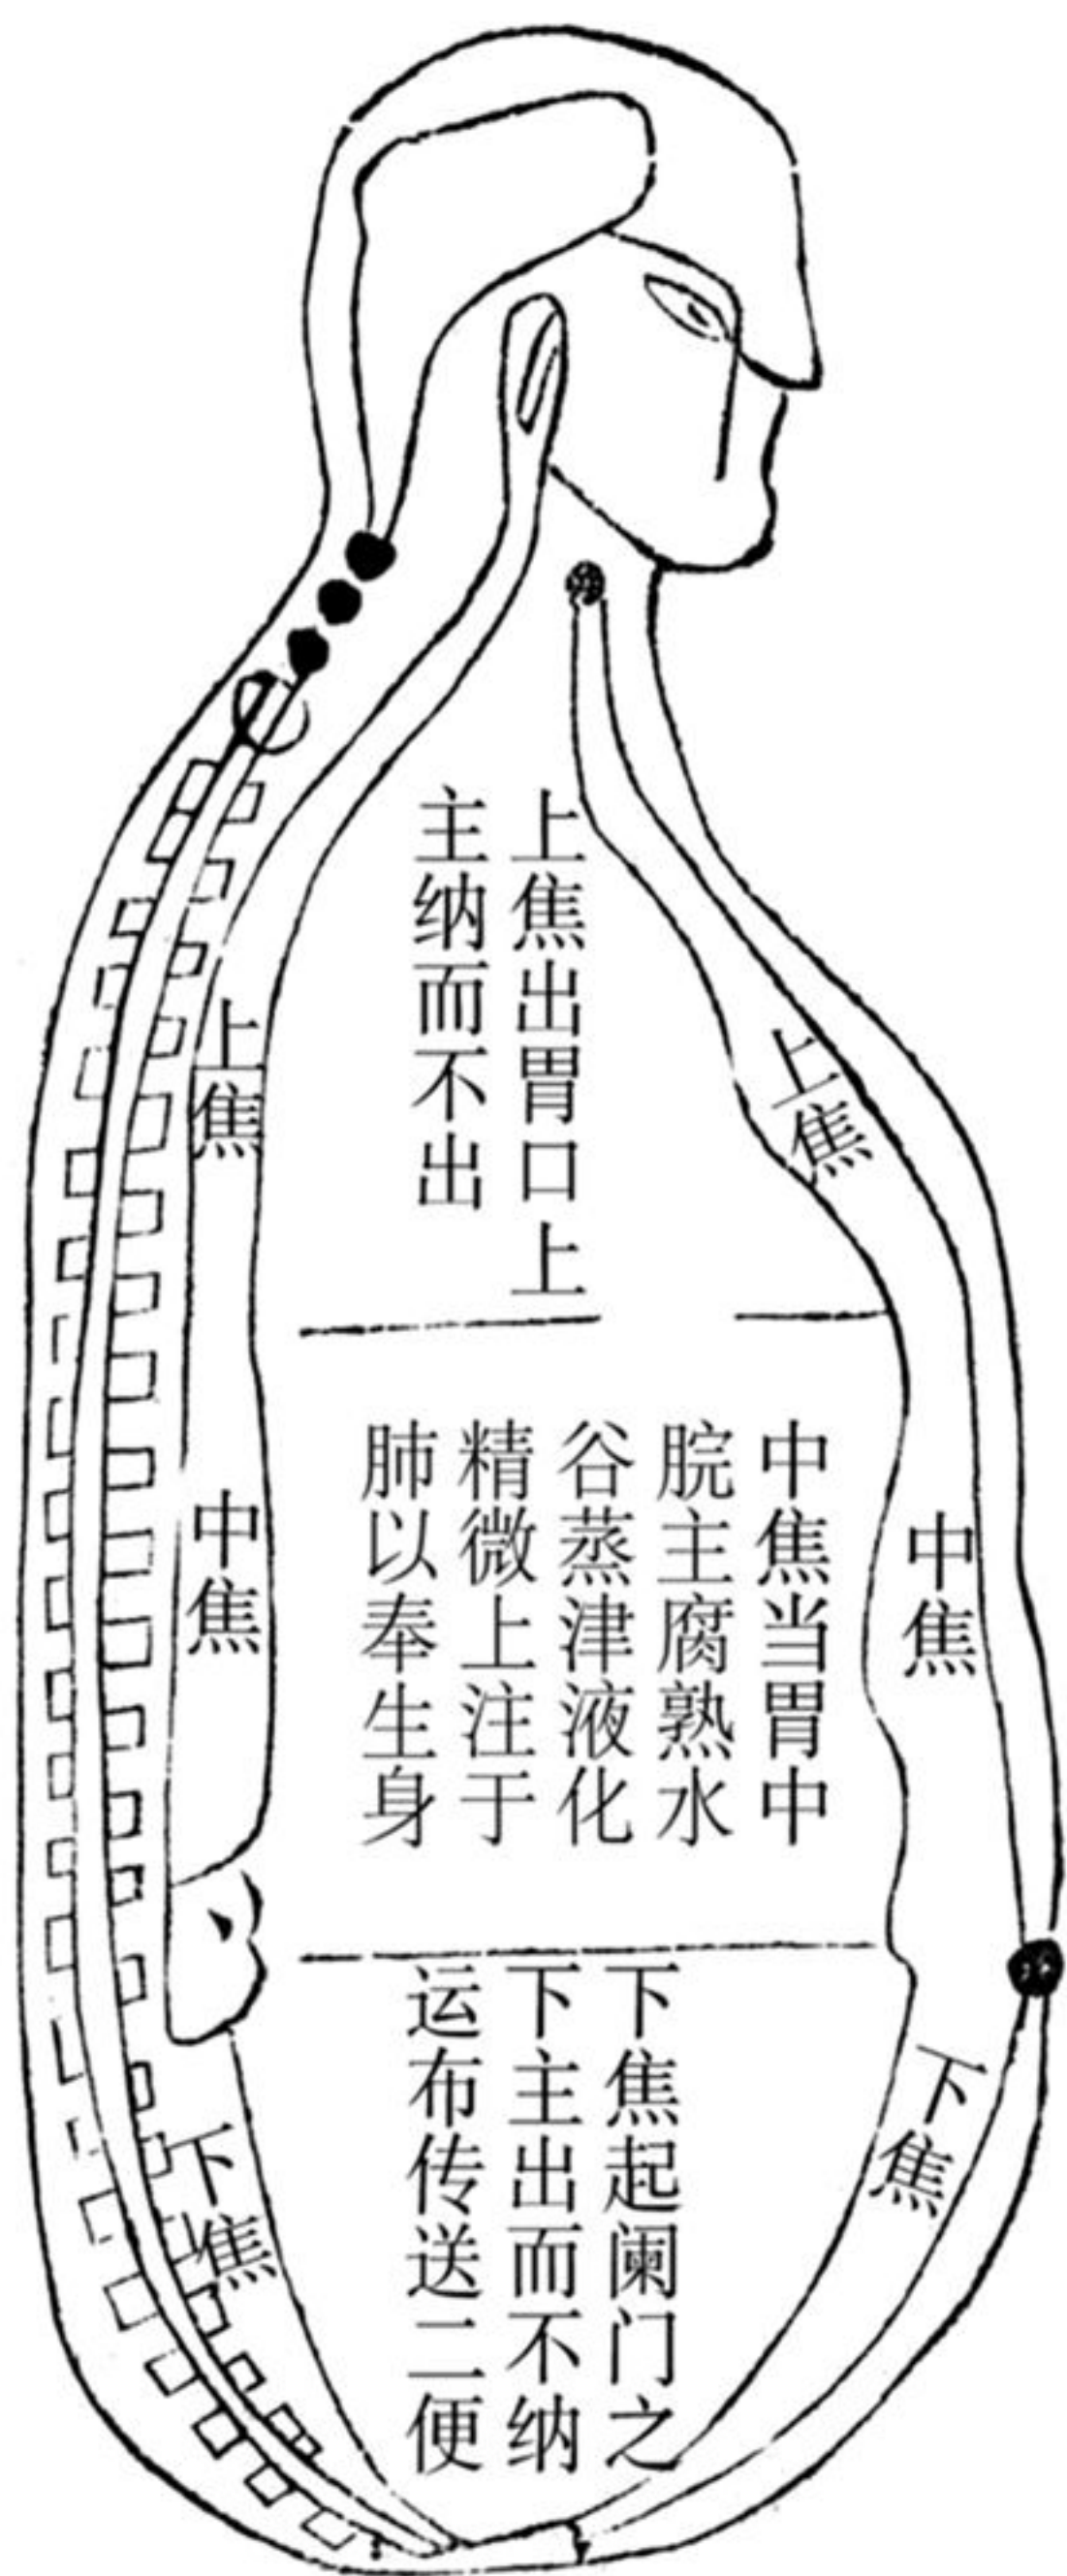 上焦出胃口上
主纳而不出
上焦
上焦
中焦当胃中
脘主腐熟水
谷蒸津液化
精微上注于
肺以奉生身
中焦
中焦
下焦起阑门之
下主出而不纳
运布传送二便
下焦
下焦